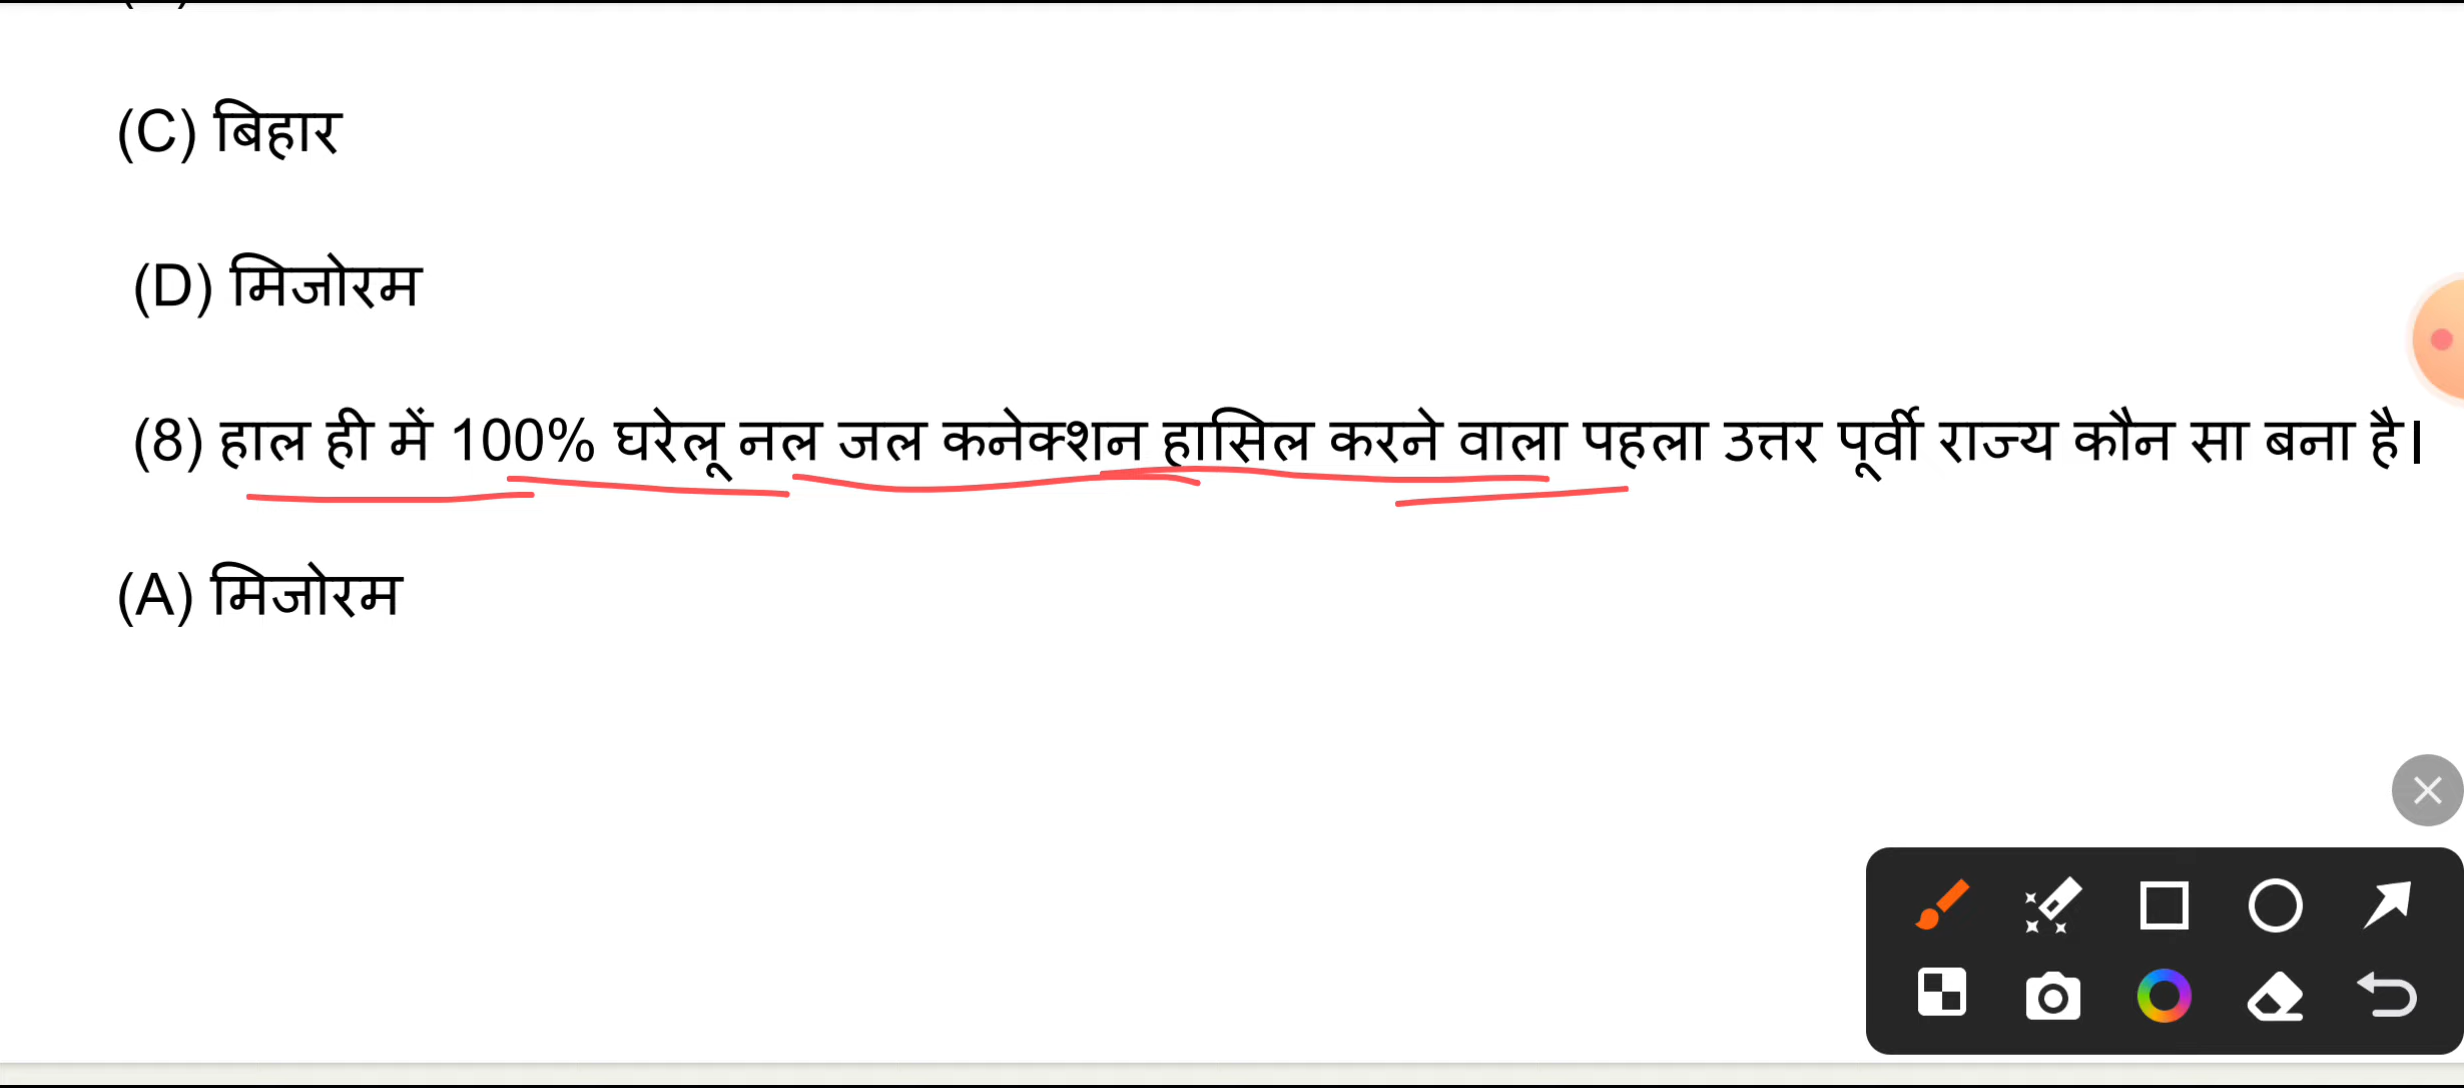 (C) बिहार
(D) मिजोरम
(8) हाल ही में 100% घरेलू नल जल कनेक्शन हासिल करने वाला पहला उत्तर पूर्वी राज्य कौन सा बना है।
(A) मिजोरम